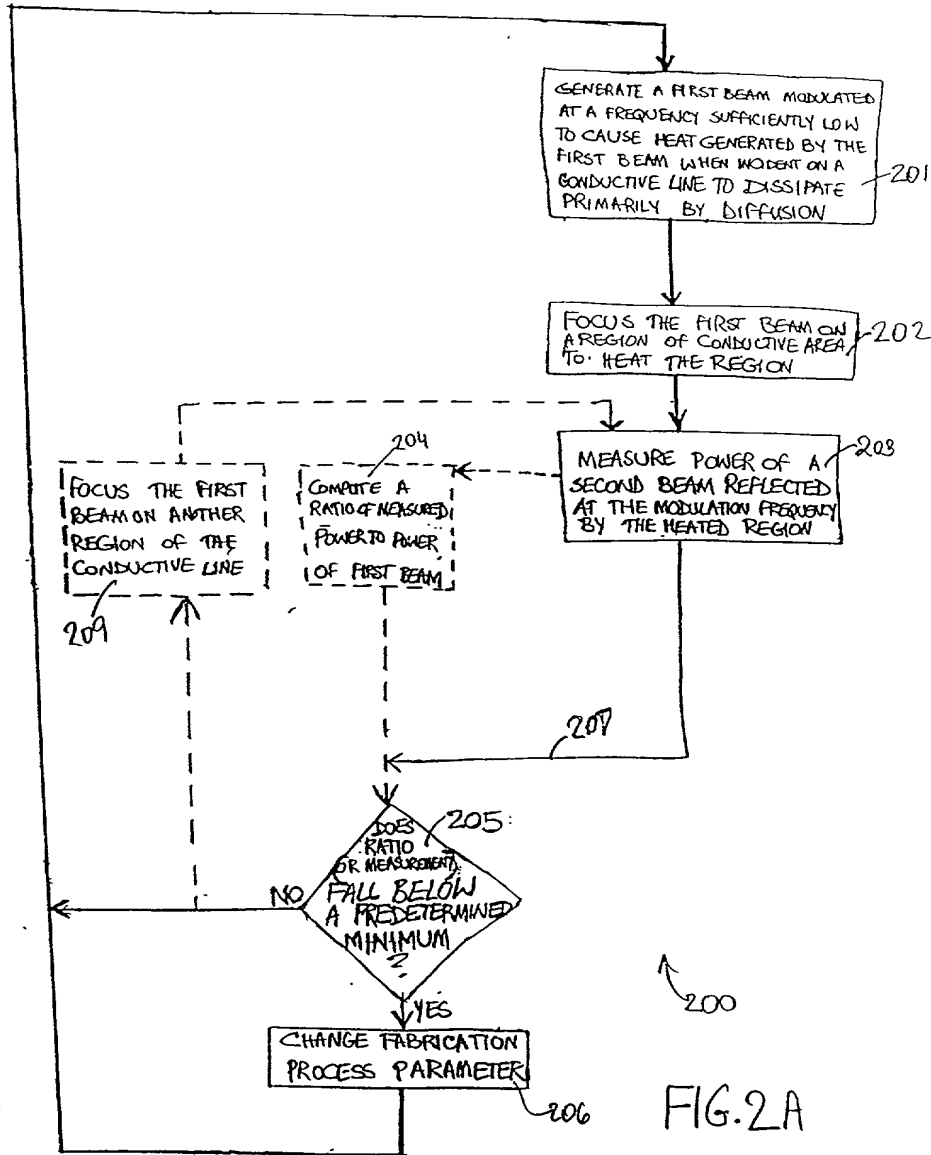 GENERATE A FIRST BEAM MODULATED
AT A FREQUENCY SUFFICIENTLY LOW
TO CAUSE HEAT GENERATED BY THE
FIRST BEAM WHEN INCIDENT ON A
CONDUCTIVE LINE TO DISSIPATE
PRIMARILY BY DIFFUSION
201
FOCUS THE FIRST BEAM ON
A REGION OF CONDUCTIVE AREA
TO HEAT THE REGION
202
MEASURE POWER OF A
SECOND BEAM REFLECTED
AT THE MODULATION FREQUENCY
BY THE HEATED REGION
203
204
COMPUTE A
RATIO OF MEASURED
POWER TO POWER
OF FIRST BEAM
FOCUS THE FIRST
BEAM ON ANOTHER
REGION OF THE
CONDUCTIVE LINE
209
207
DOES
RATIO
(OR MEASUREMENT)
FALL BELOW
A PREDETERMINED
MINIMUM
?
205
NO
YES
CHANGE FABRICATION
PROCESS PARAMETER
206
200
FIG. 2A